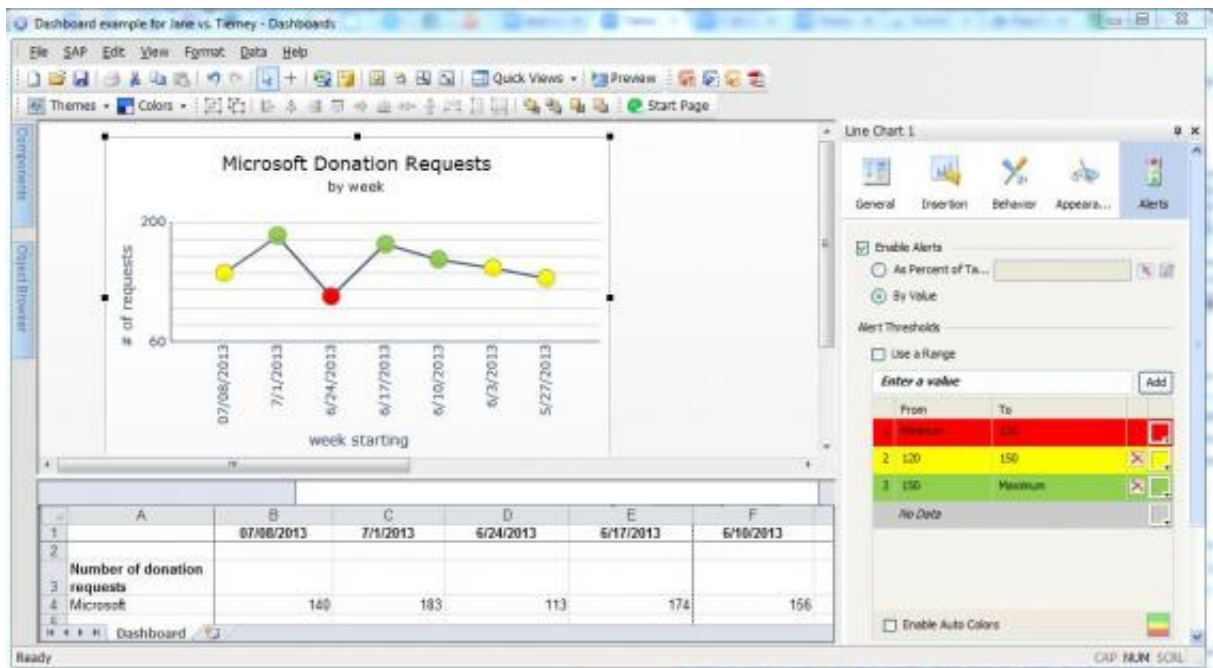 Dashboard example for Jane vs. Tierney - Dashboards
File SAP Edit View Format Data Help
Quick Views Preview
Themes Colors Start Page
Components
Object Browser
Microsoft Donation Requests
by week
# of requests
200
60
07/08/2013 7/1/2013 6/24/2013 6/17/2013 6/10/2013 6/3/2013 5/27/2013
week starting
A B C D E F
1 07/08/2013 7/1/2013 6/24/2013 6/17/2013 6/10/2013
2
3 Number of donation
requests
4 Microsoft 140 183 113 174 156
Dashboard
Ready
Line Chart 1
General Insertion Behavior Appeara... Alerts
Enable Alerts
As Percent of Ta...
By Value
Alert Thresholds
Use a Range
Enter a value Add
From To
1 Minimum 120
2 120 150
3 150 Maximum
No Data
Enable Auto Colors
CAP NUM SCRL